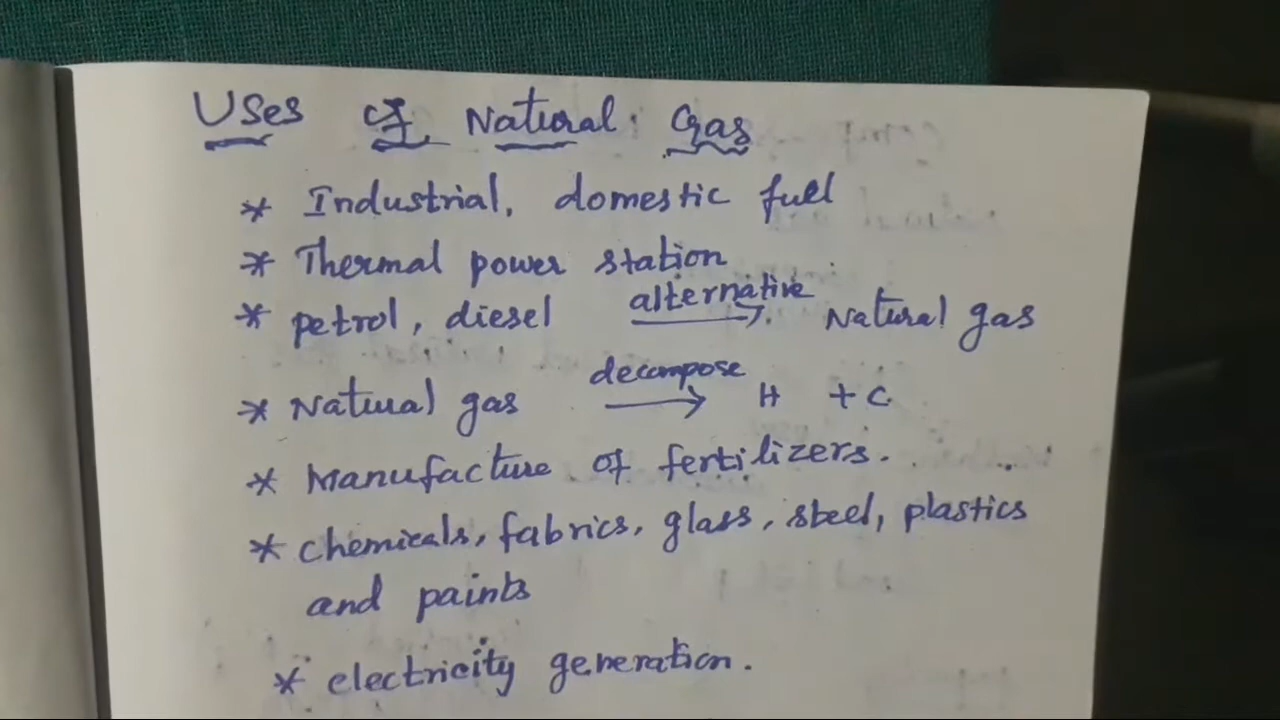 Uses of Natural Gas
* Industrial, domestic fuel
* Thermal power station
* petrol, diesel alternative → Natural gas
* Natural gas decompose → H + C
* Manufacture of fertilizers.
* chemicals, fabrics, glass, steel, plastics
and paints
* electricity generation.